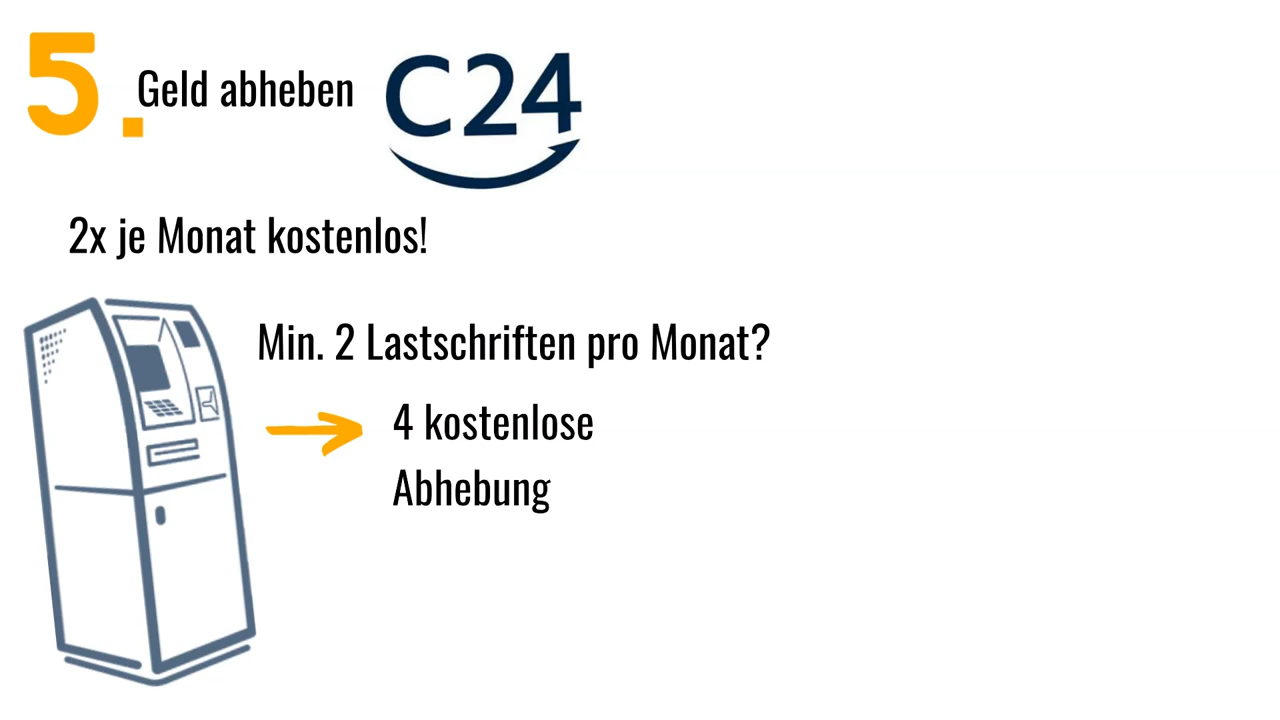 5. Geld abheben C24
2x je Monat kostenlos!
Min. 2 Lastschriften pro Monat?
4 kostenlose
Abhebung